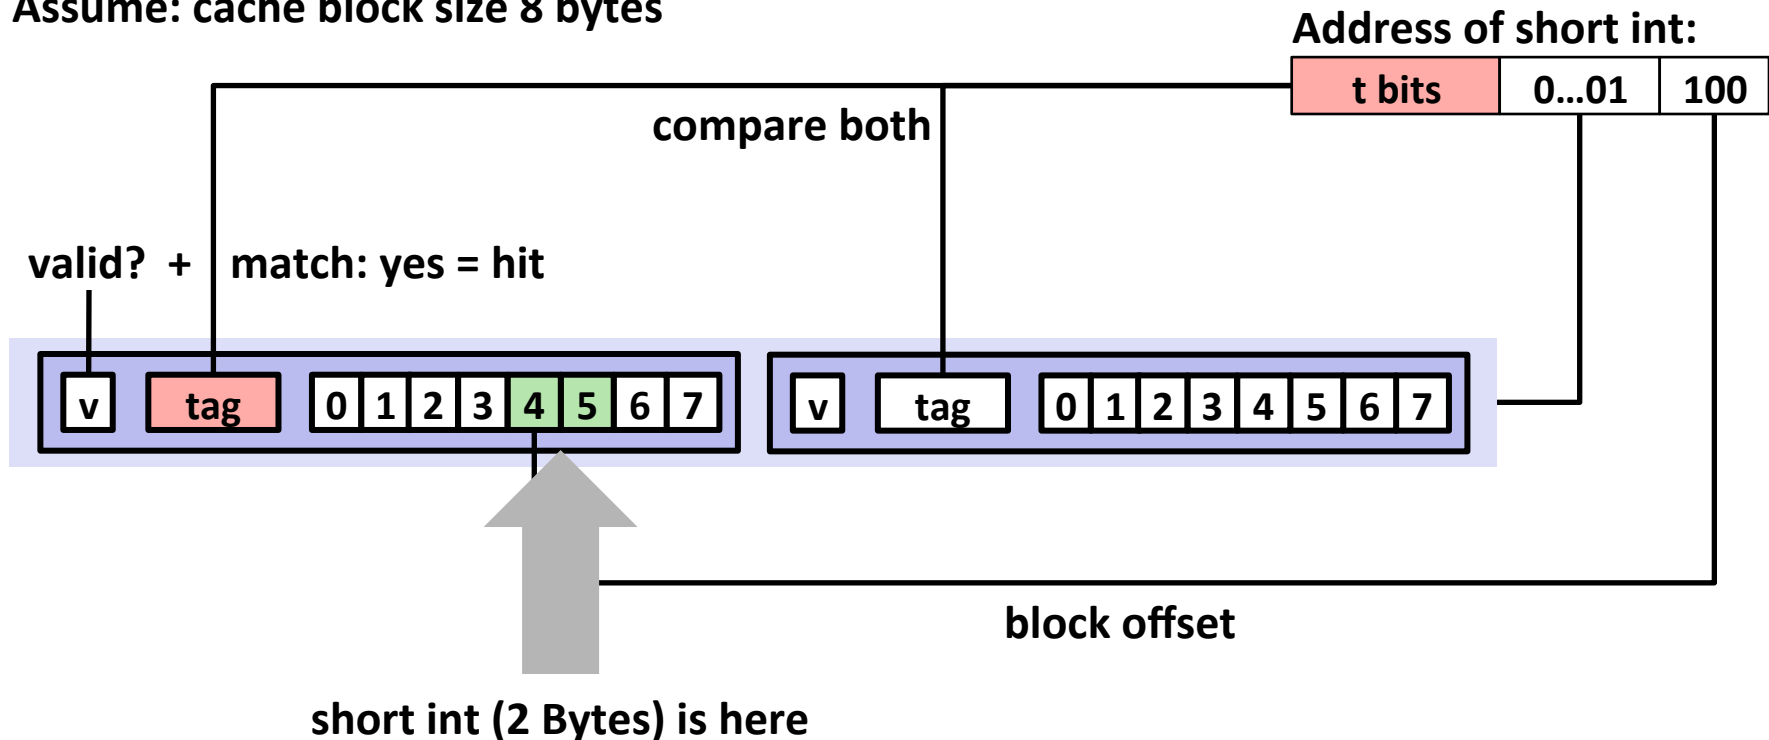 Assume: cache block size 8 bytes
Address of short int:
t bits 0...01 100
compare both
valid? + match: yes = hit
v tag 0 1 2 3 4 5 6 7 v tag 0 1 2 3 4 5 6 7
block offset
short int (2 Bytes) is here